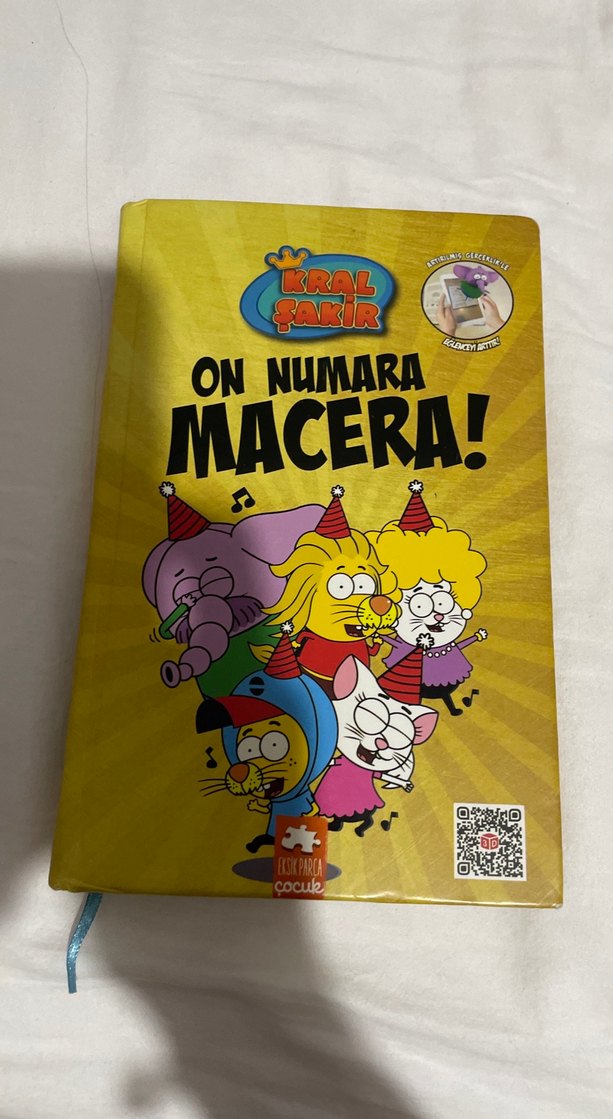 KRAL
ŞAKİR
ARTIRILMIŞ GERÇEKLİKLE
EĞLENCEYİ ARTTIR!
ON NUMARA
MACERA!
3D
EKSİK PARÇA
çocuk